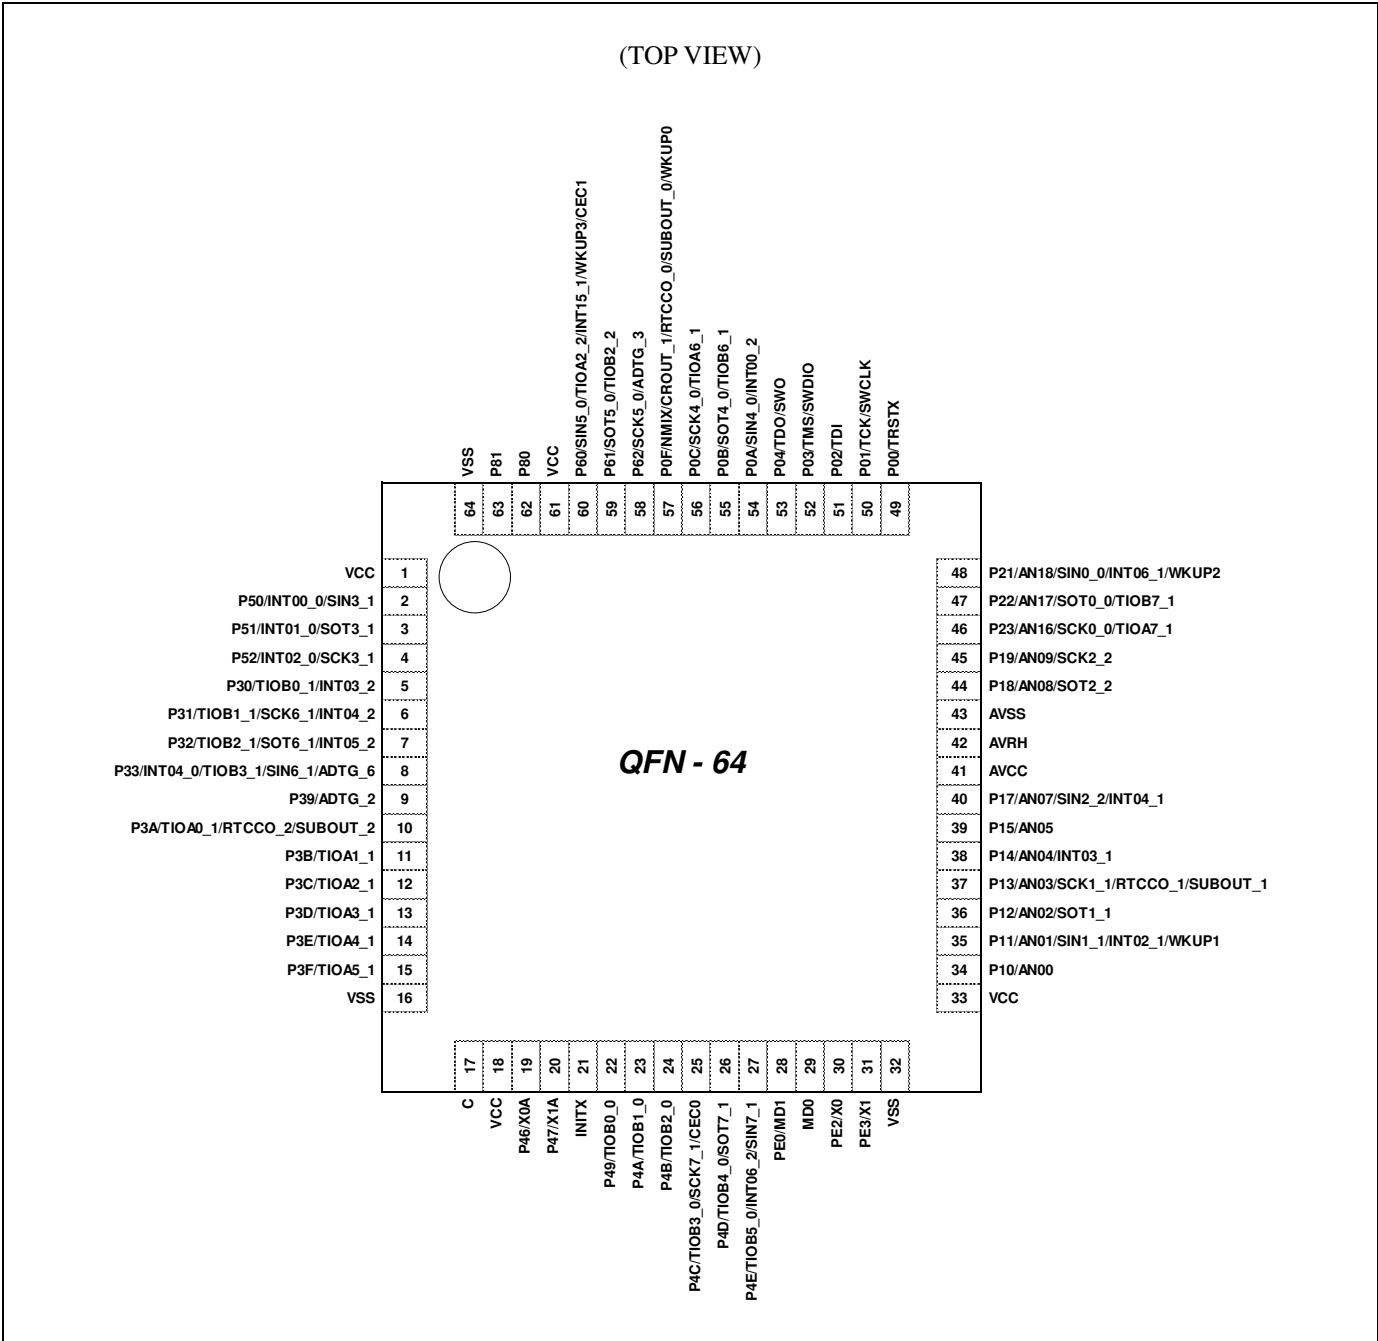 (TOP VIEW)
VSS
P81
P80
VCC
P60/SIN5_0/TIOA2_2/INT15_1/WKUP3/CEC1
P61/SOT5_0/TIOB2_2
P62/SCK5_0/ADTG_3
P0F/NMIX/CROUT_1/RTCCO_0/SUBOUT_0/WKUP0
P0C/SCK4_0/TIOA6_1
P0B/SOT4_0/TIOB6_1
P0A/SIN4_0/INT00_2
P04/TDO/SWO
P03/TMS/SWDIO
P02/TDI
P01/TCK/SWCLK
P00/TRSTX
64
63
62
61
60
59
58
57
56
55
54
53
52
51
50
49
VCC 1
P50/INT00_0/SIN3_1 2
P51/INT01_0/SOT3_1 3
P52/INT02_0/SCK3_1 4
P30/TIOB0_1/INT03_2 5
P31/TIOB1_1/SCK6_1/INT04_2 6
P32/TIOB2_1/SOT6_1/INT05_2 7
P33/INT04_0/TIOB3_1/SIN6_1/ADTG_6 8
P39/ADTG_2 9
P3A/TIOA0_1/RTCCO_2/SUBOUT_2 10
P3B/TIOA1_1 11
P3C/TIOA2_1 12
P3D/TIOA3_1 13
P3E/TIOA4_1 14
P3F/TIOA5_1 15
VSS 16
QFN - 64
48 P21/AN18/SIN0_0/INT06_1/WKUP2
47 P22/AN17/SOT0_0/TIOB7_1
46 P23/AN16/SCK0_0/TIOA7_1
45 P19/AN09/SCK2_2
44 P18/AN08/SOT2_2
43 AVSS
42 AVRH
41 AVCC
40 P17/AN07/SIN2_2/INT04_1
39 P15/AN05
38 P14/AN04/INT03_1
37 P13/AN03/SCK1_1/RTCCO_1/SUBOUT_1
36 P12/AN02/SOT1_1
35 P11/AN01/SIN1_1/INT02_1/WKUP1
34 P10/AN00
33 VCC
17
18
19
20
21
22
23
24
25
26
27
28
29
30
31
32
C
VCC
P46/X0A
P47/X1A
INITX
P49/TIOB0_0
P4A/TIOB1_0
P4B/TIOB2_0
P4C/TIOB3_0/SCK7_1/CEC0
P4D/TIOB4_0/SOT7_1
P4E/TIOB5_0/INT06_2/SIN7_1
PE0/MD1
MD0
PE2/X0
PE3/X1
VSS